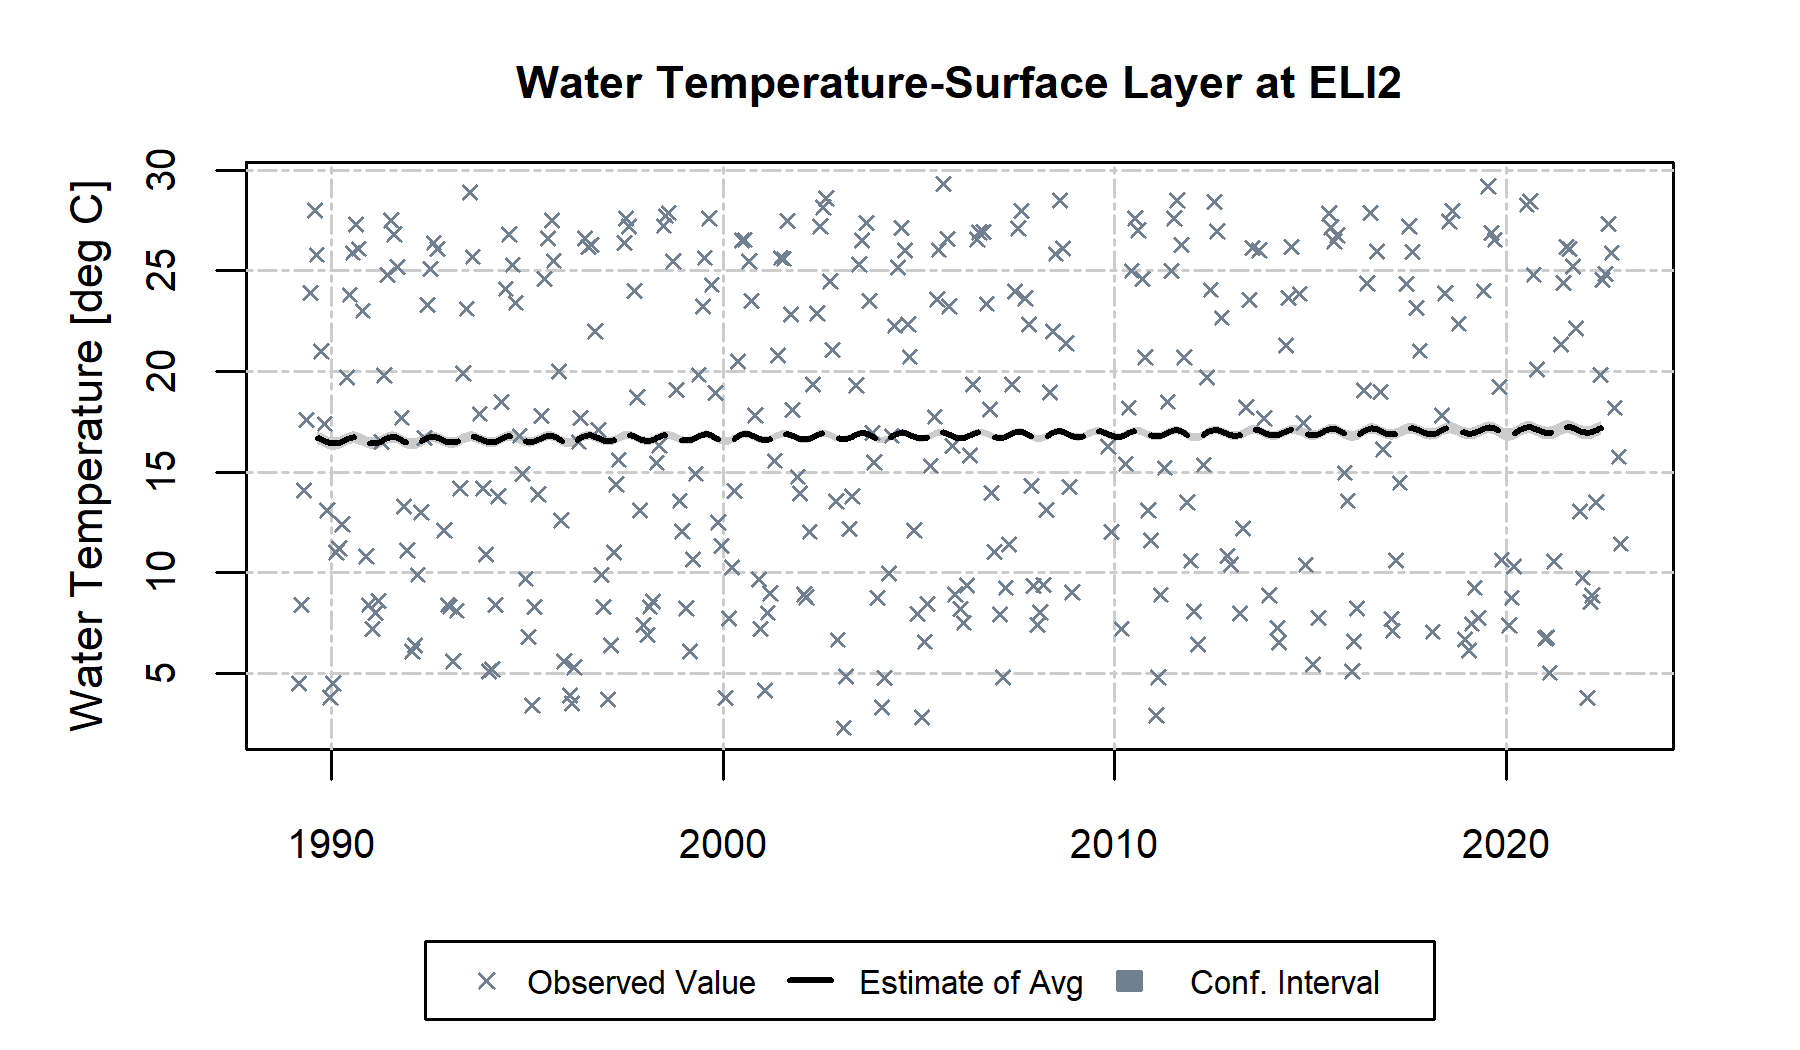 Water Temperature-Surface Layer at ELI2
Water Temperature [deg C]
30
25
20
15
10
5
1990 2000 2010 2020
Observed Value Estimate of Avg Conf. Interval